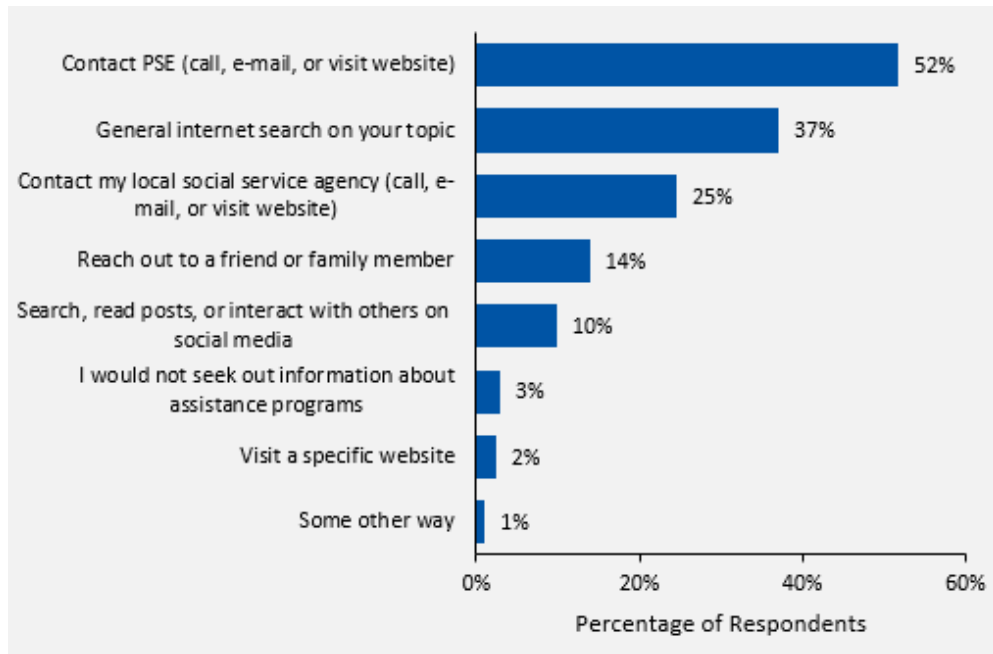 Contact PSE (call, e-mail, or visit website)
52%
General internet search on your topic
37%
Contact my local social service agency (call, e-
mail, or visit website)
25%
Reach out to a friend or family member
14%
Search, read posts, or interact with others on
social media
10%
I would not seek out information about
assistance programs
3%
Visit a specific website
2%
Some other way
1%
0% 20% 40% 60%
Percentage of Respondents